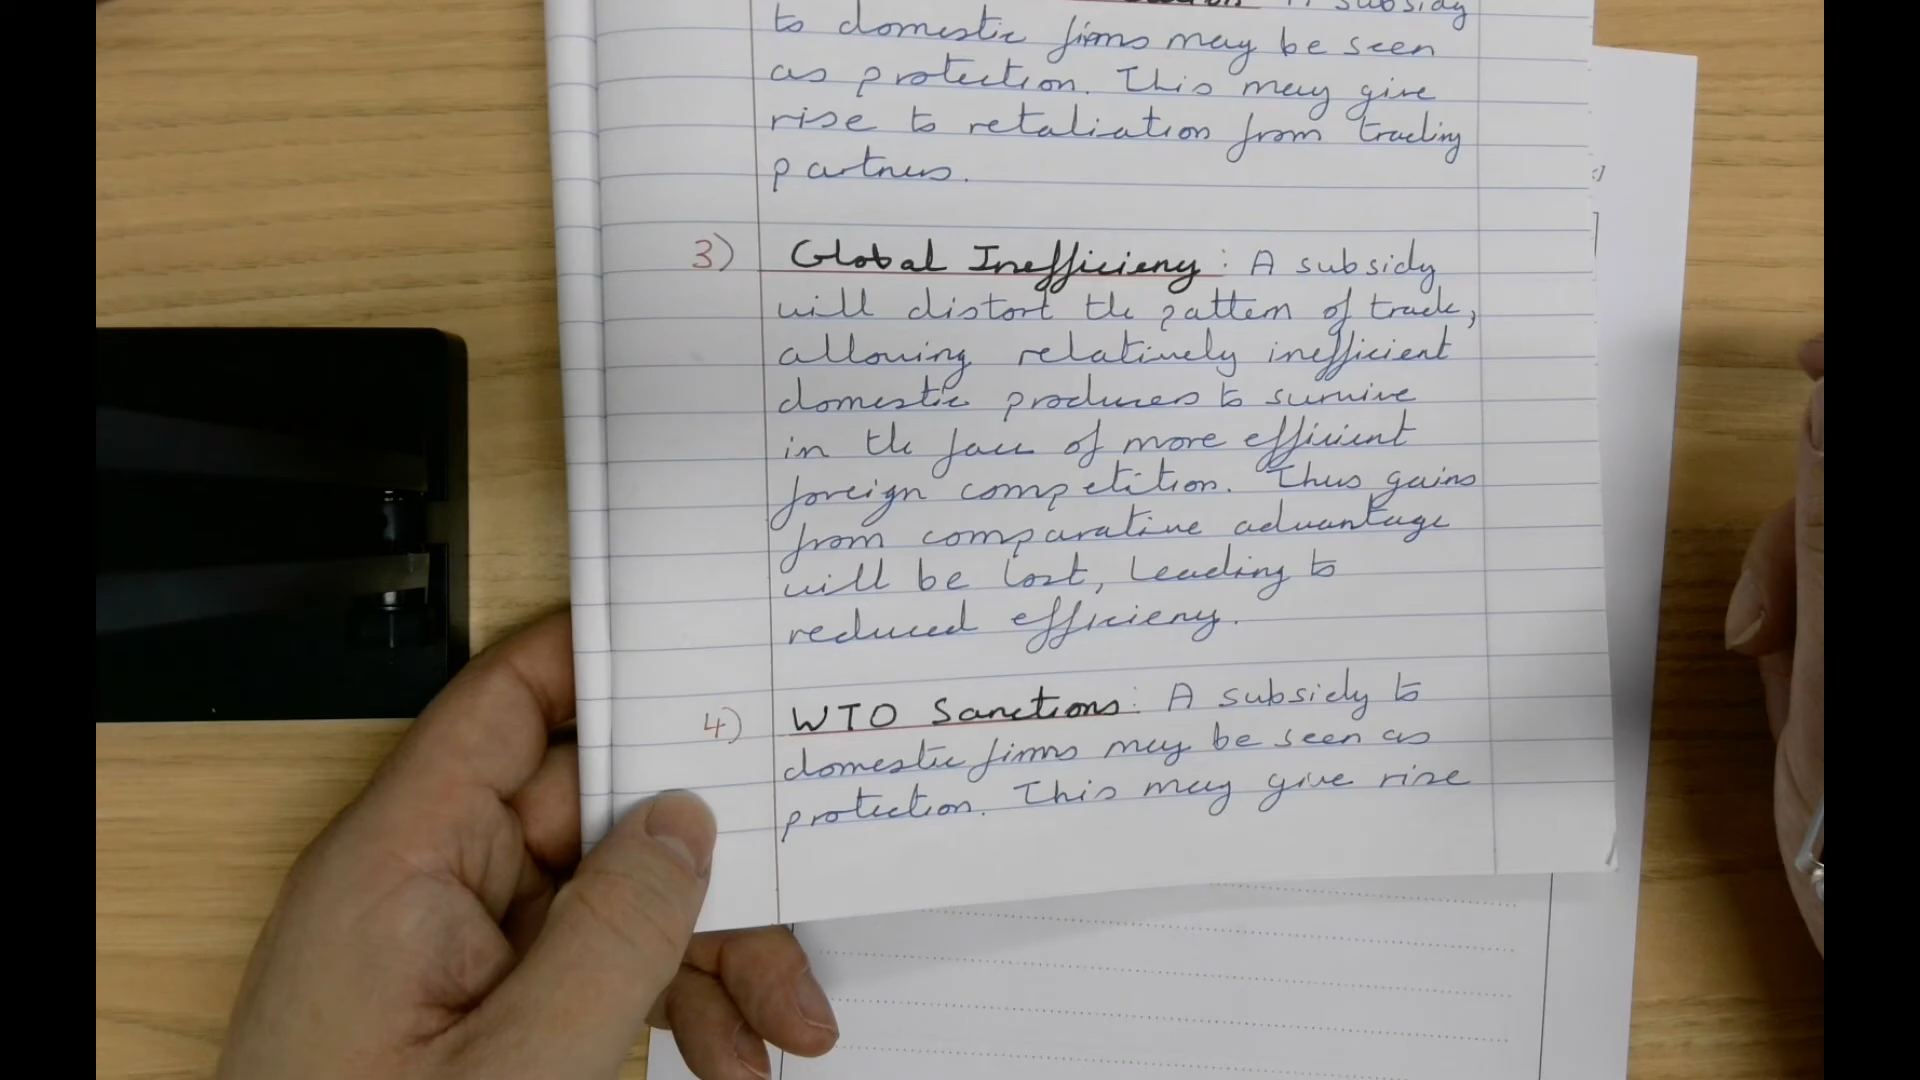 subsidy
to domestic firms may be seen
as protection. This may give
rise to retaliation from trading
partners.
3) Global Inefficieny: A subsidy
will distort the pattern of trade,
allowing relatively inefficient
domestic producers to survive
in the face of more efficient
foreign competition. Thus gains
from comparative advantage
will be lost, leading to
reduced efficieny.
4) WTO Sanctions: A subsidy to
domestic firms may be seen as
protection. This may give rise